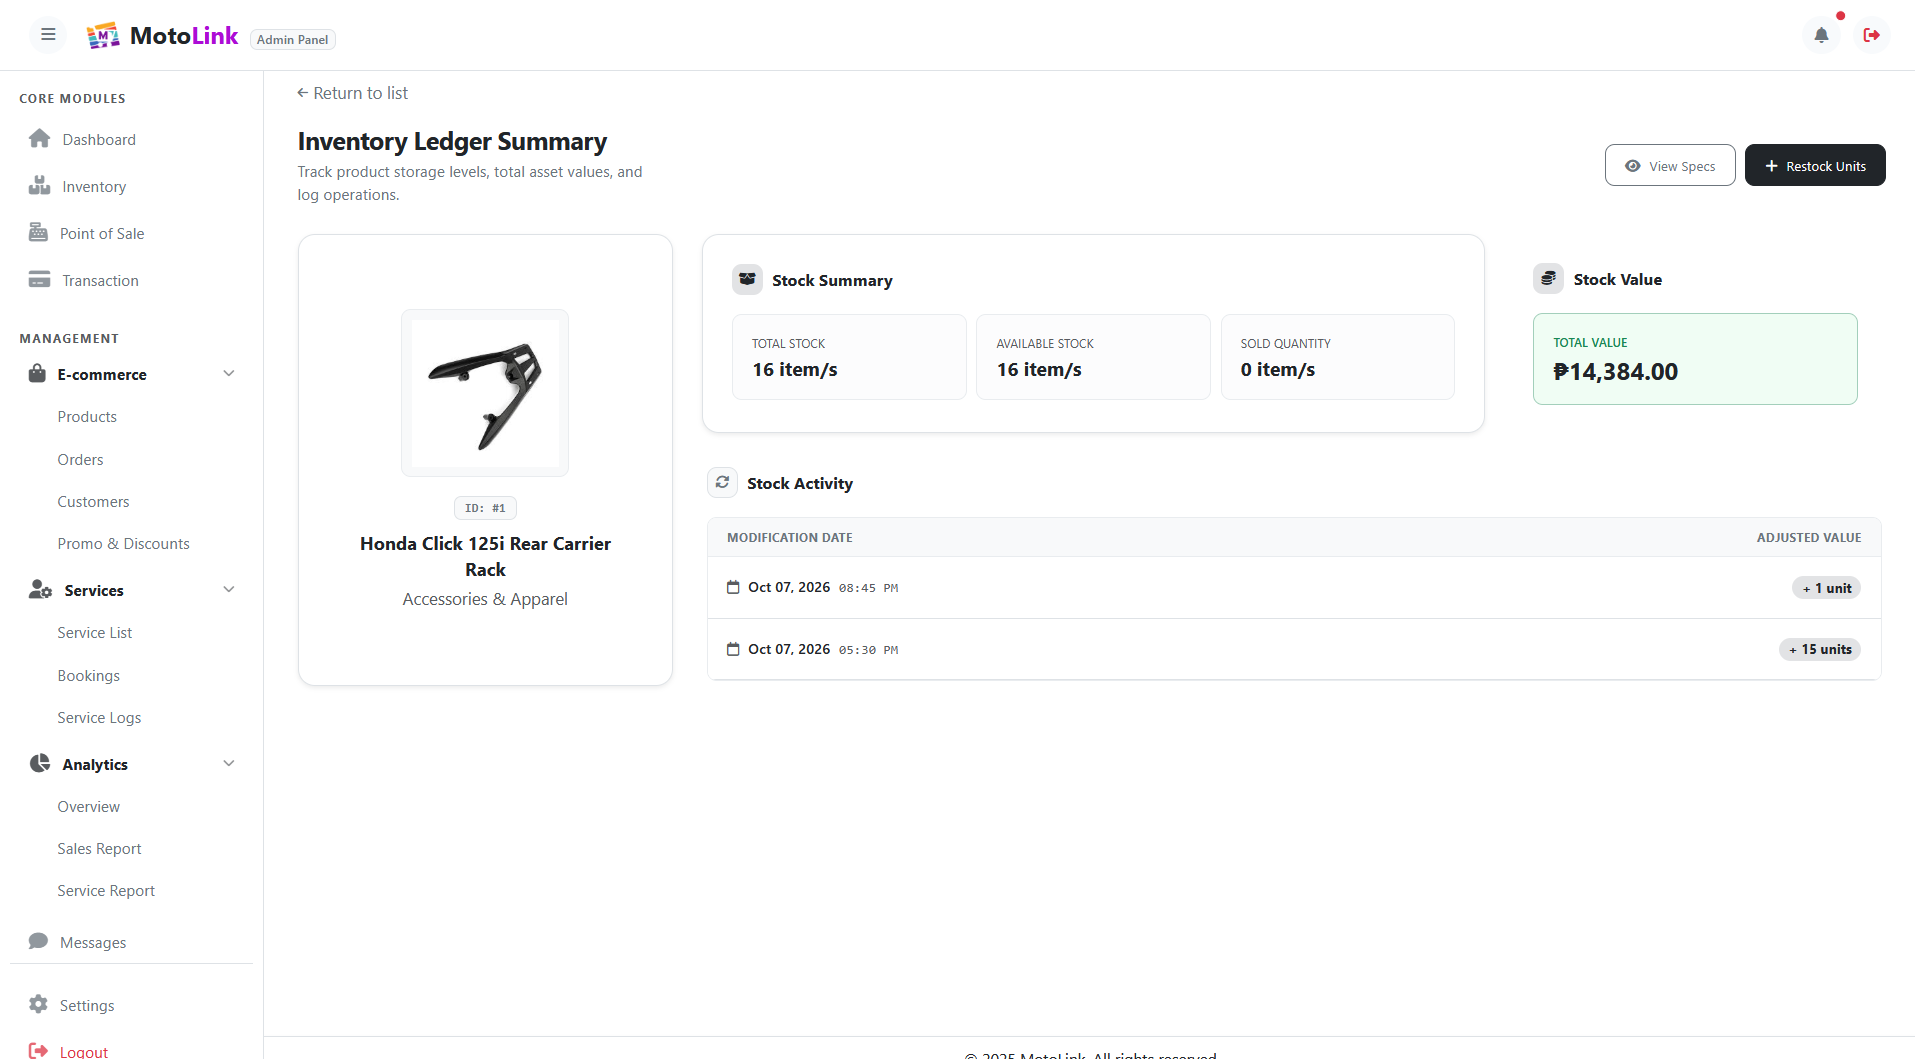 MotoLink Admin Panel
CORE MODULES
Dashboard
Inventory
Point of Sale
Transaction
MANAGEMENT
E-commerce
Products
Orders
Customers
Promo & Discounts
Services
Service List
Bookings
Service Logs
Analytics
Overview
Sales Report
Service Report
Messages
Settings
Logout
← Return to list
Inventory Ledger Summary
Track product storage levels, total asset values, and
log operations.
View Specs
+ Restock Units
ID: #1
Honda Click 125i Rear Carrier
Rack
Accessories & Apparel
Stock Summary
TOTAL STOCK
16 item/s
AVAILABLE STOCK
16 item/s
SOLD QUANTITY
0 item/s
Stock Value
TOTAL VALUE
₱14,384.00
Stock Activity
MODIFICATION DATE ADJUSTED VALUE
Oct 07, 2026 08:45 PM + 1 unit
Oct 07, 2026 05:30 PM + 15 units
© 2025 MotoLink. All rights reserved.